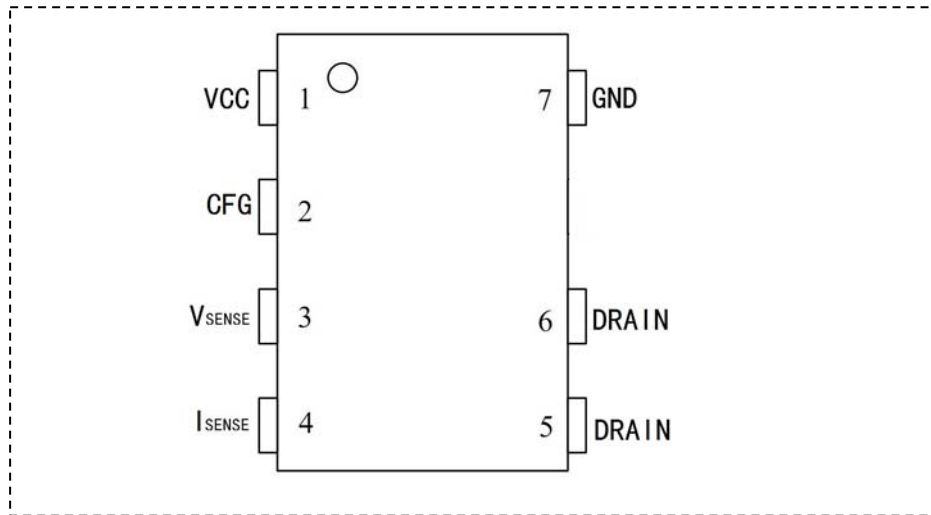 VCC 1 7 GND
CFG 2
VSENSE 3 6 DRAIN
ISENSE 4 5 DRAIN